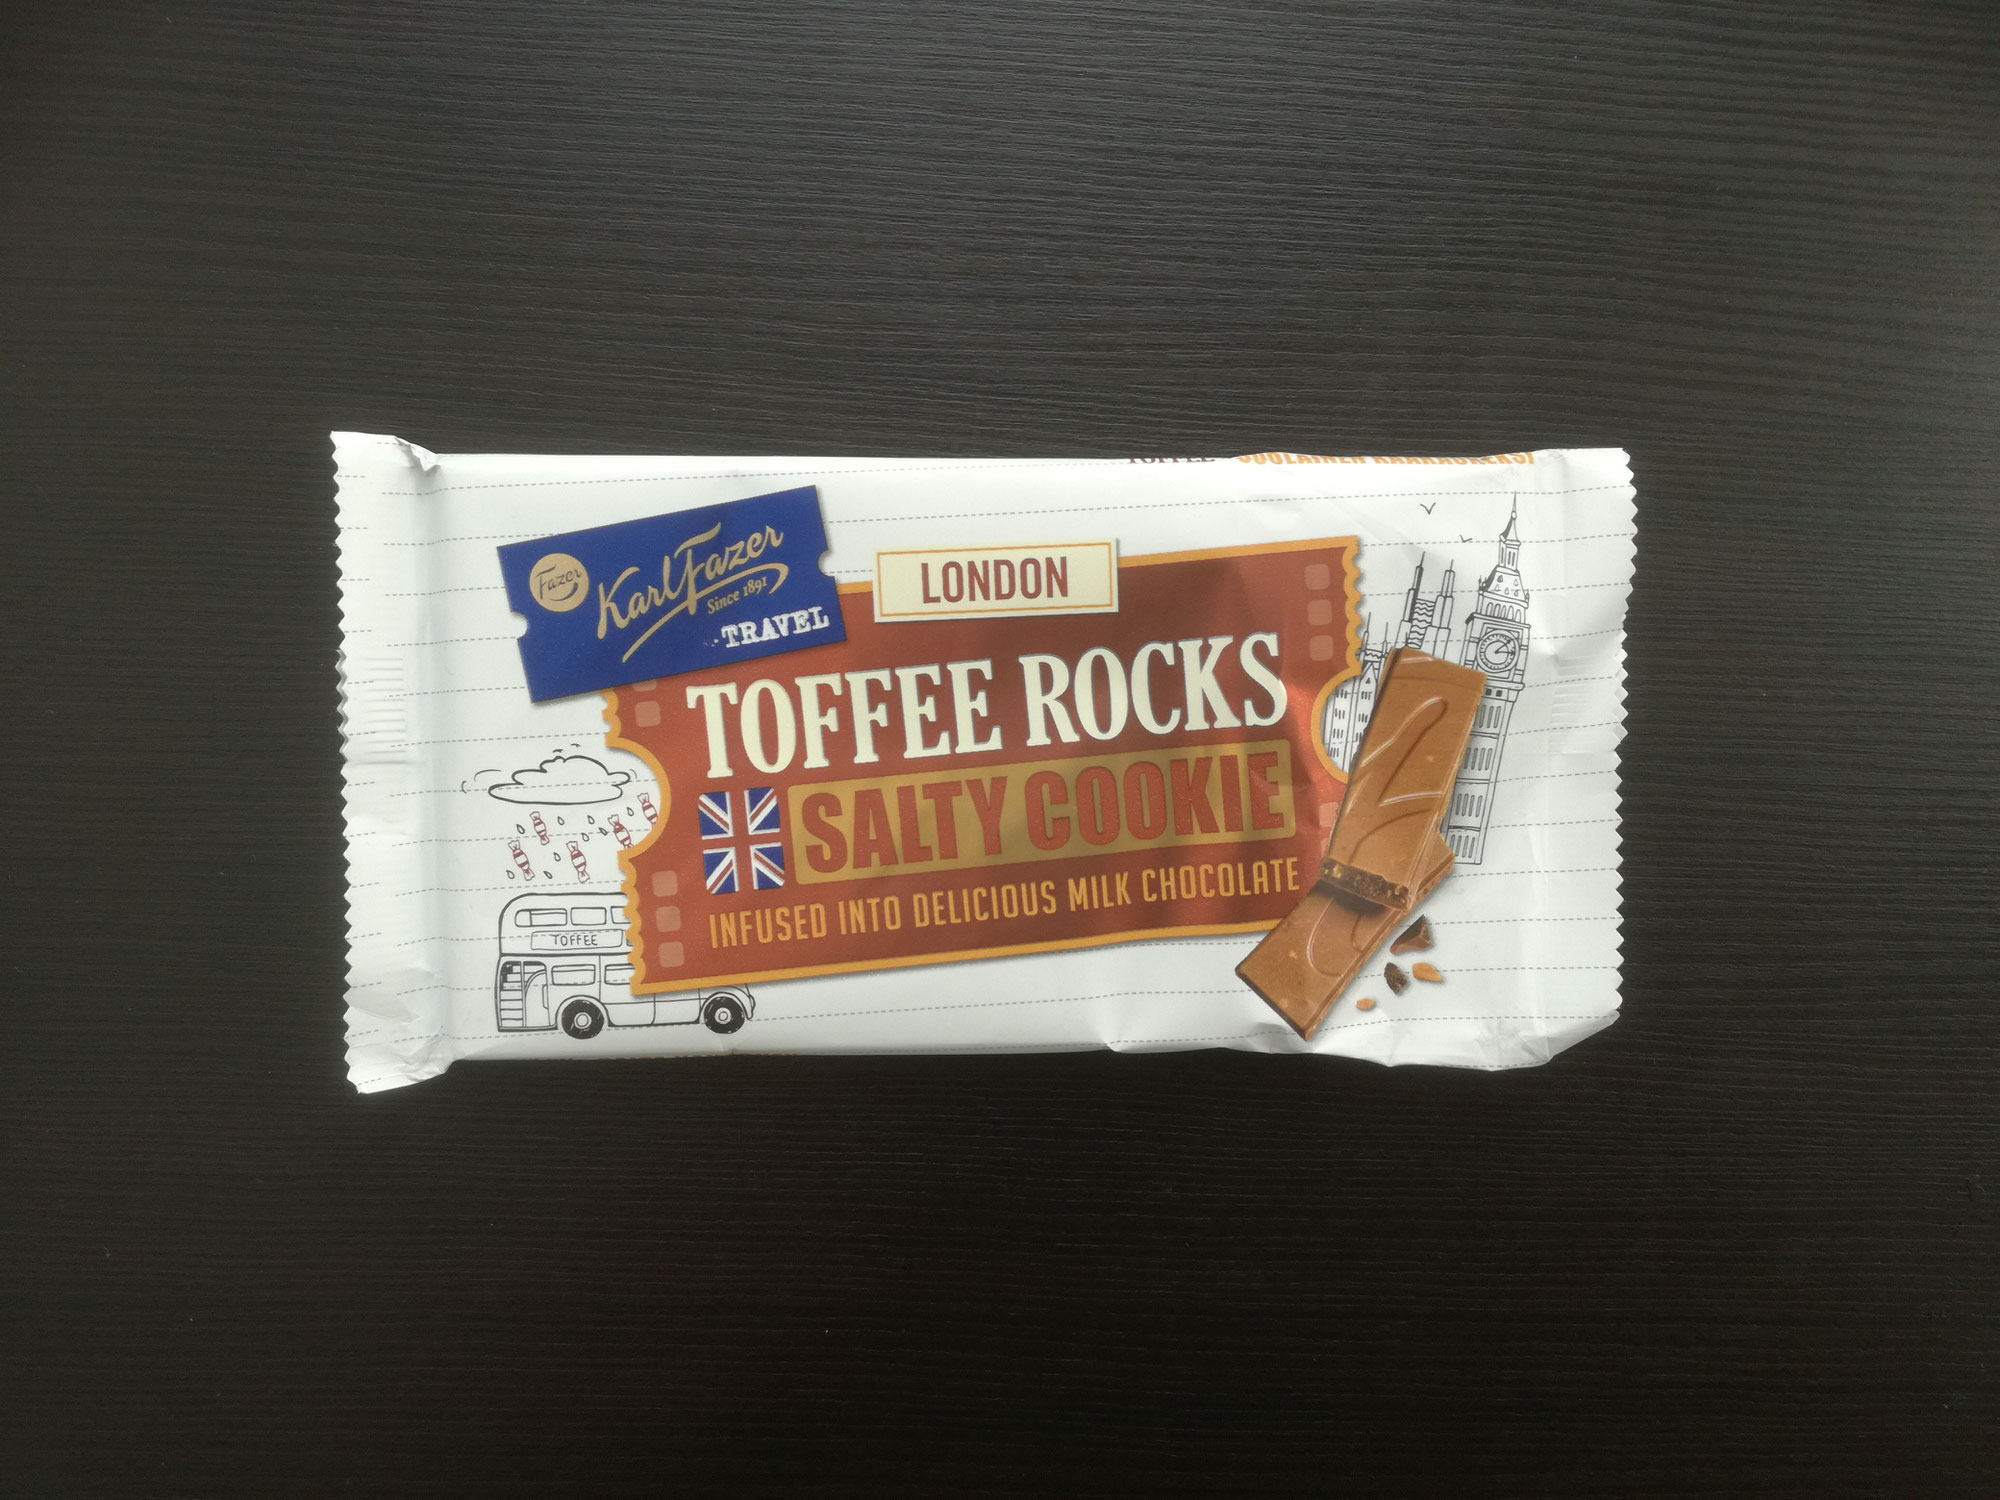 Fazer
Karl Fazer
Since 1891
TRAVEL
LONDON
TOFFEE ROCKS
SALTY COOKIE
INFUSED INTO DELICIOUS MILK CHOCOLATE
TOFFEE